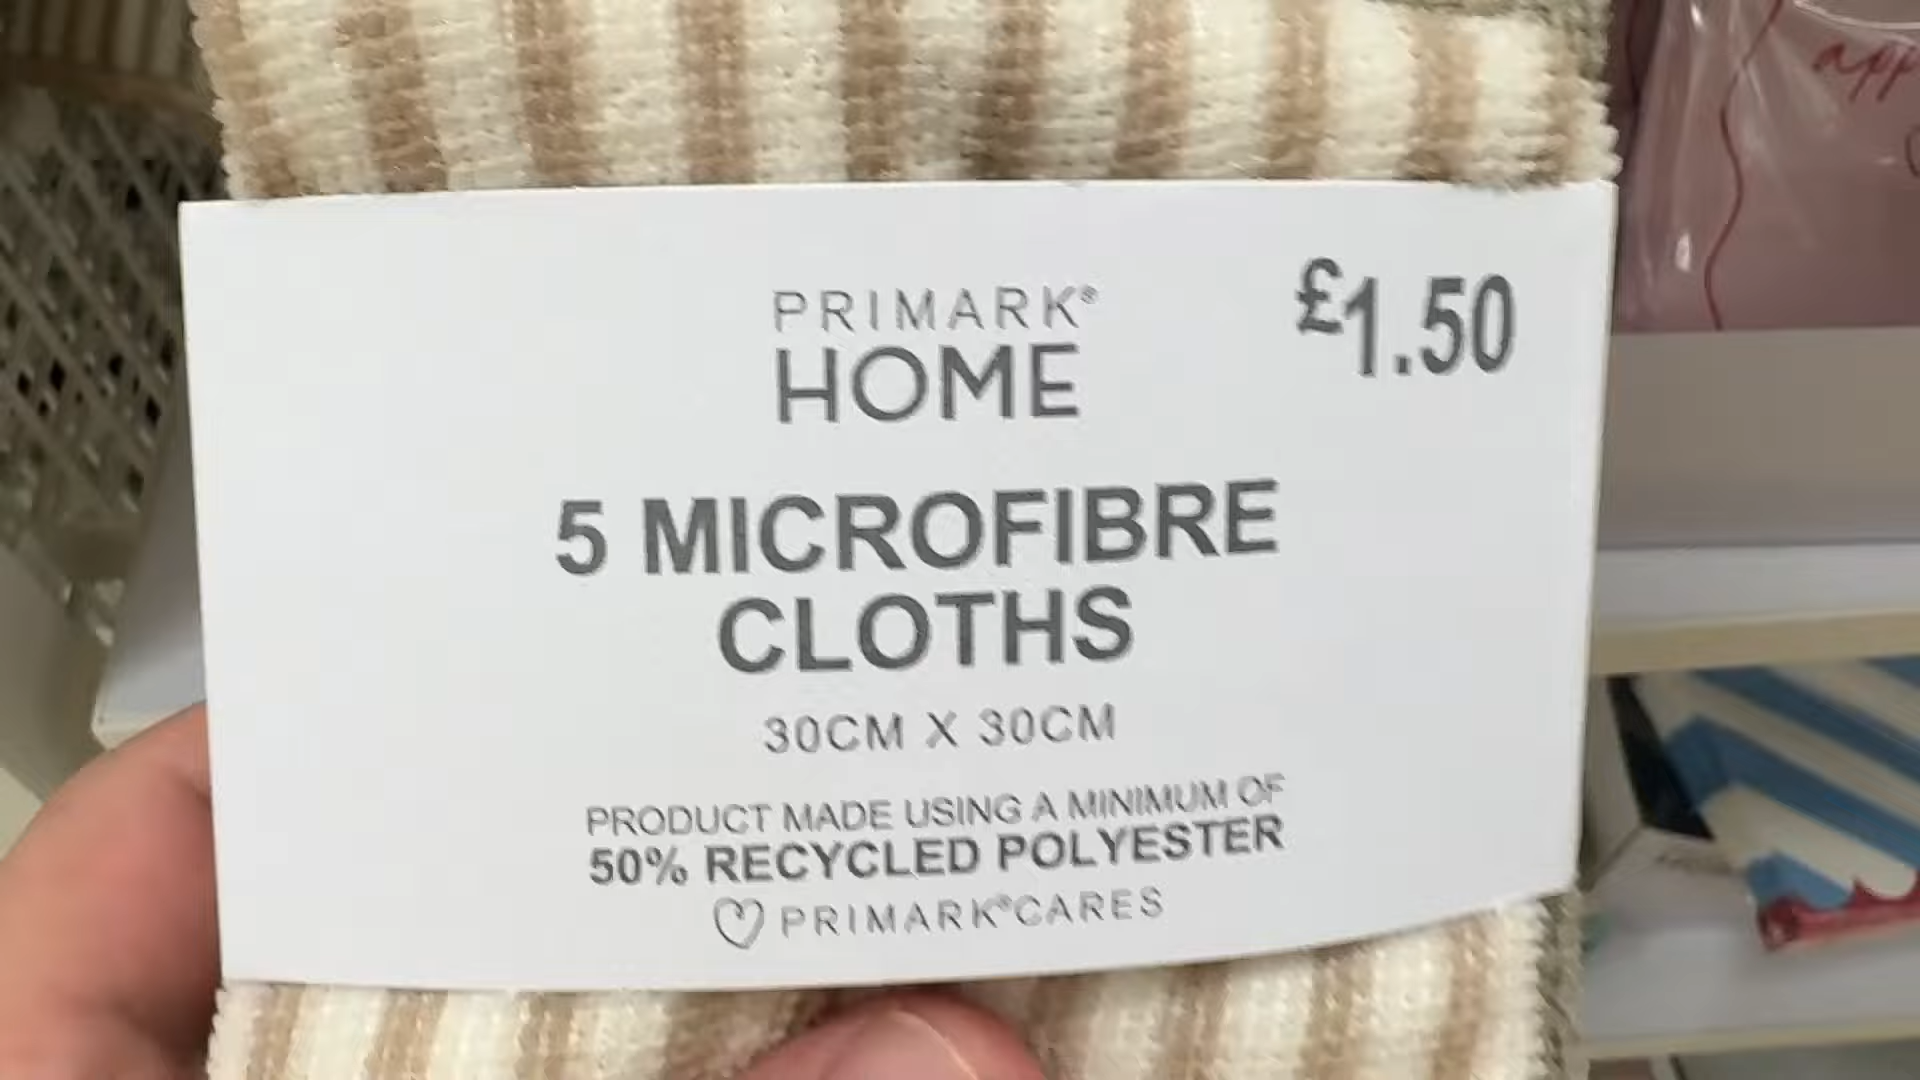 PRIMARK®
HOME
£1.50
5 MICROFIBRE
CLOTHS
30CM X 30CM
PRODUCT MADE USING A MINIMUM OF
50% RECYCLED POLYESTER
PRIMARK®CARES